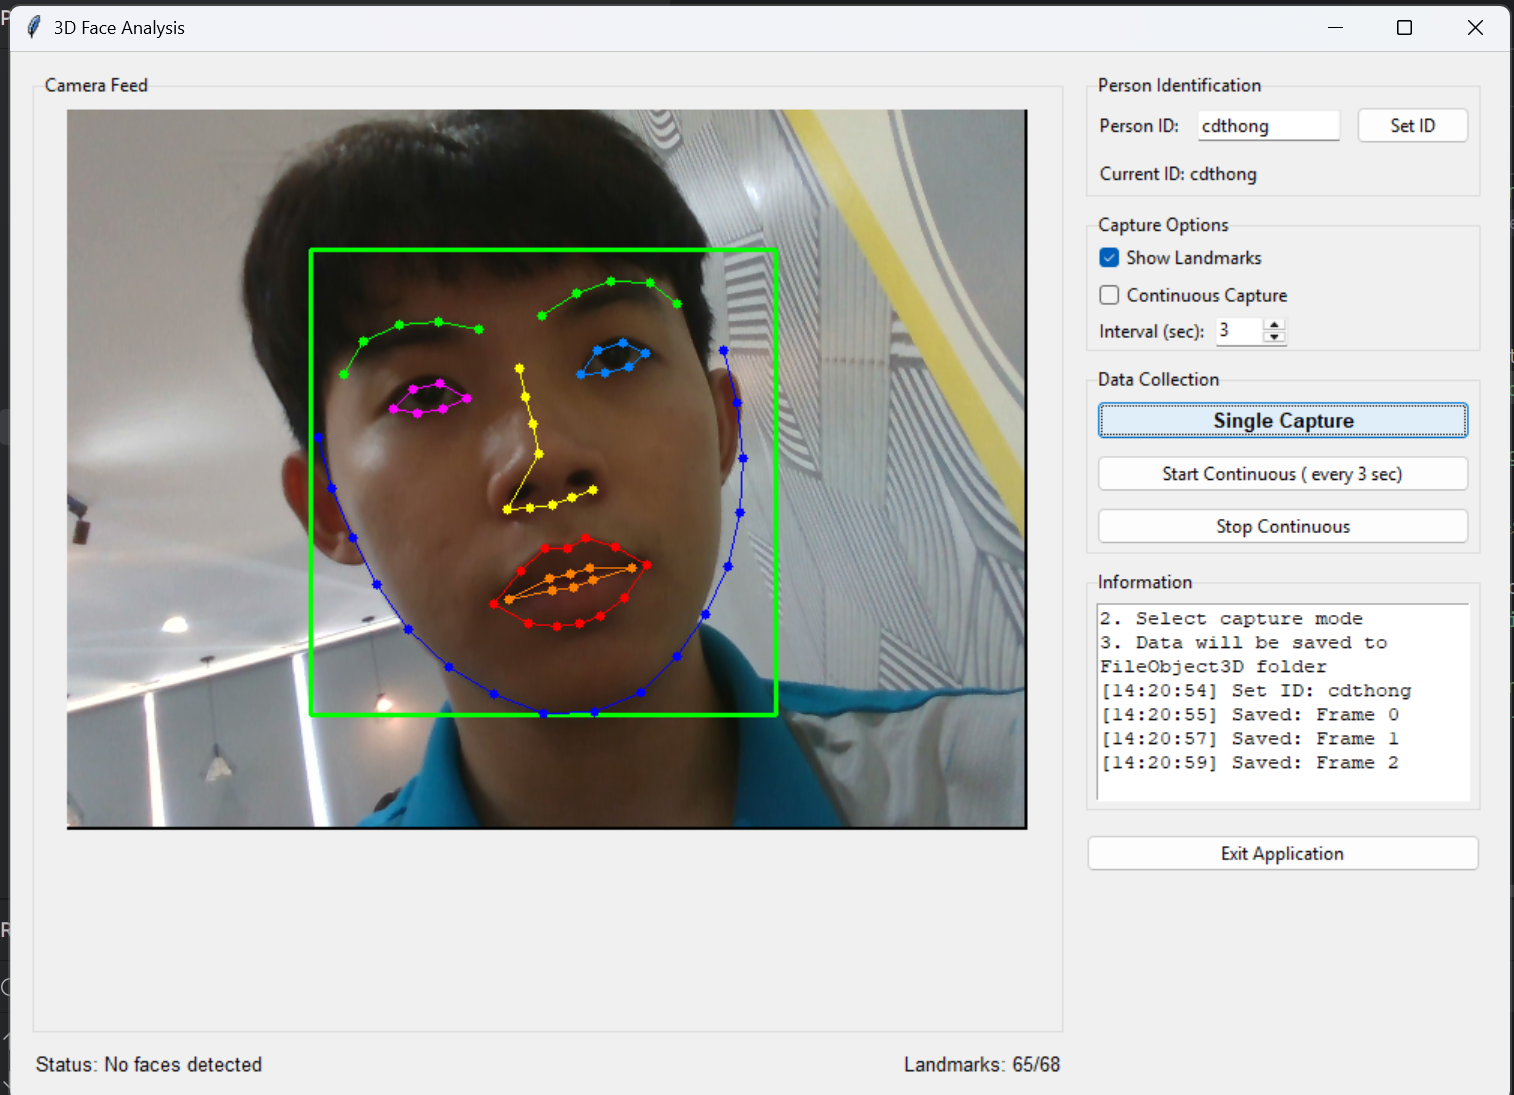 3D Face Analysis
Camera Feed
Person Identification
Person ID: cdthong Set ID
Current ID: cdthong
Capture Options
Show Landmarks
Continuous Capture
Interval (sec): 3
Data Collection
Single Capture
Start Continuous ( every 3 sec)
Stop Continuous
Information
2. Select capture mode
3. Data will be saved to
FileObject3D folder
[14:20:54] Set ID: cdthong
[14:20:55] Saved: Frame 0
[14:20:57] Saved: Frame 1
[14:20:59] Saved: Frame 2
Exit Application
Status: No faces detected
Landmarks: 65/68